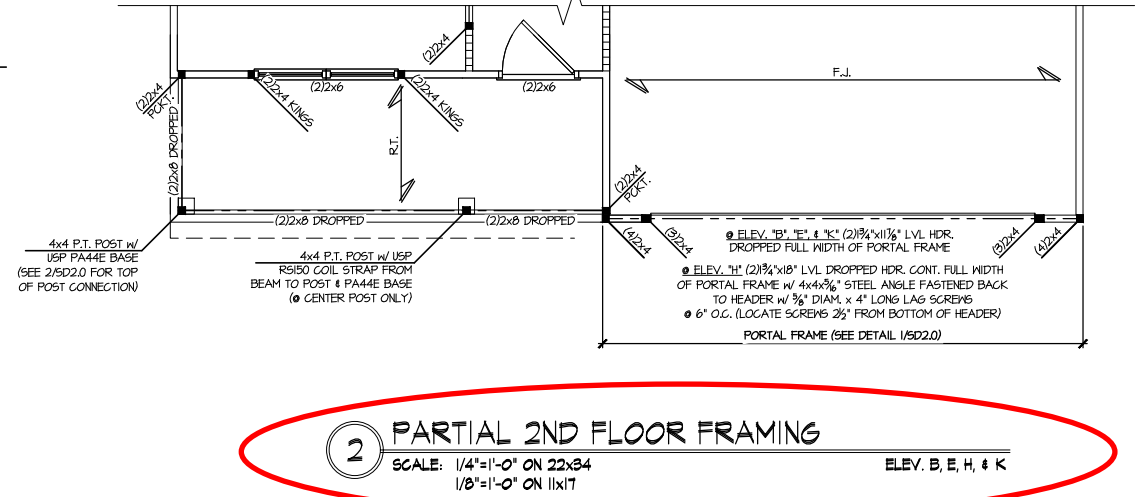 (2)2x4
F.J.
(2)2x4
PCKT.
(2)2x4 KINGS
(2)2x6
(2)2x4 KINGS
(2)2x6
(2)2x8 DROPPED
R.T.
(2)2x4
PCKT.
(2)2x8 DROPPED
(2)2x8 DROPPED
(4)2x4
(3)2x4
(3)2x4
(4)2x4
4x4 P.T. POST w/
USP PA44E BASE
(SEE 2/SD2.0 FOR TOP
OF POST CONNECTION)
4x4 P.T. POST w/ USP
RS150 COIL STRAP FROM
BEAM TO POST & PA44E BASE
(@ CENTER POST ONLY)
@ ELEV. "B", "E", & "K" (2)1¾"x11⅞" LVL HDR.
DROPPED FULL WIDTH OF PORTAL FRAME
@ ELEV. "H" (2)1¾"x18" LVL DROPPED HDR. CONT. FULL WIDTH
OF PORTAL FRAME w/ 4x4x5/16" STEEL ANGLE FASTENED BACK
TO HEADER w/ ⅝" DIAM. x 4" LONG LAG SCREWS
@ 6" O.C. (LOCATE SCREWS 2½" FROM BOTTOM OF HEADER)
PORTAL FRAME (SEE DETAIL 1/SD2.0)
2
PARTIAL 2ND FLOOR FRAMING
SCALE: 1/4"=1'-0" ON 22x34
ELEV. B, E, H, & K
1/8"=1'-0" ON 11x17